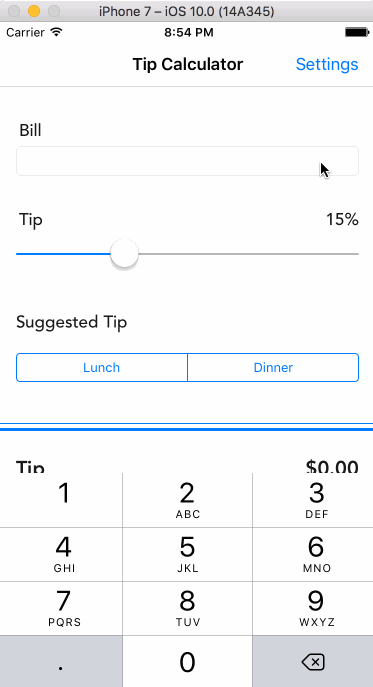 iPhone 7 – iOS 10.0 (14A345)
Carrier 8:54 PM
Tip Calculator Settings
Bill
Tip 15%
Suggested Tip
Lunch Dinner
Tip $0.00
1 2 3
ABC DEF
4 5 6
GHI JKL MNO
7 8 9
PQRS TUV WXYZ
. 0